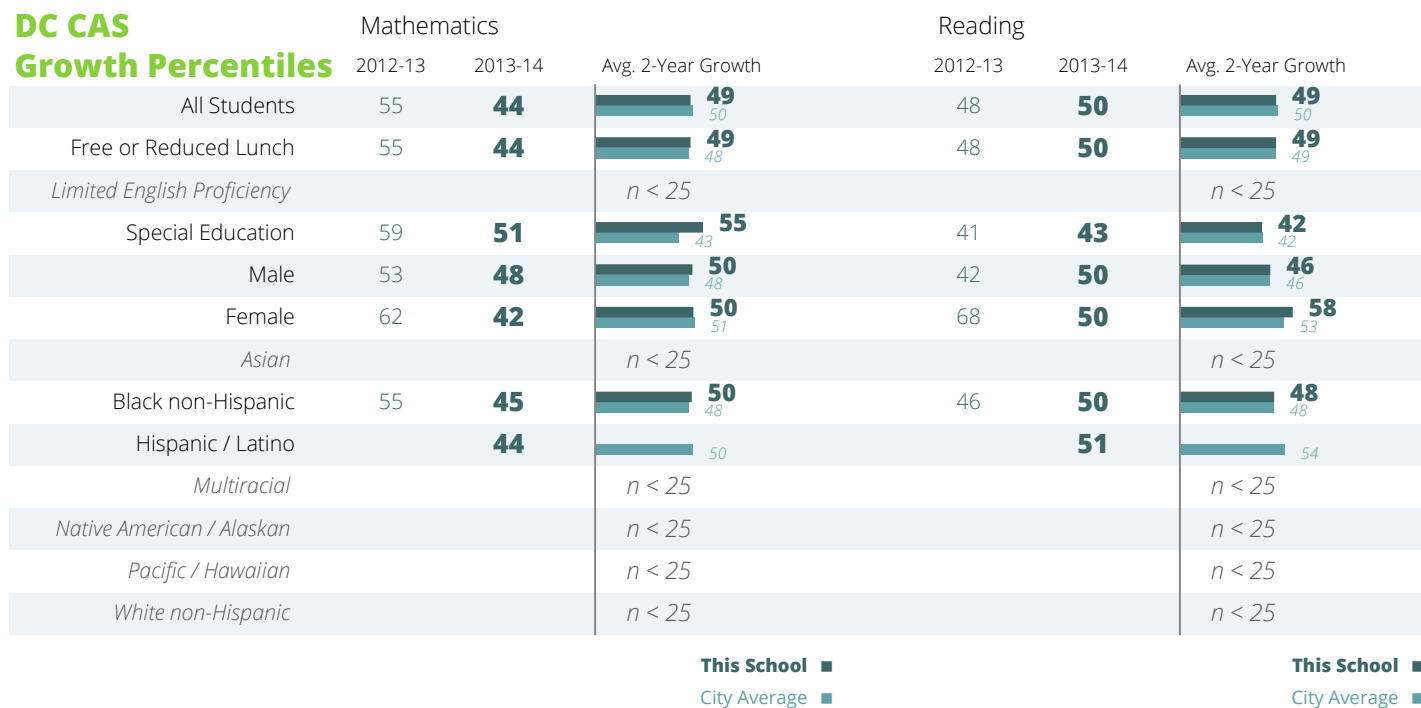 DC CAS Mathematics Reading
Growth Percentiles 2012-13 2013-14 Avg. 2-Year Growth 2012-13 2013-14 Avg. 2-Year Growth
All Students 55 44 49 50 48 50 49 50
Free or Reduced Lunch 55 44 49 48 48 50 49 49
Limited English Proficiency n < 25 n < 25
Special Education 59 51 55 43 41 43 42 42
Male 53 48 50 48 42 50 46 46
Female 62 42 50 51 68 50 58 53
Asian n < 25 n < 25
Black non-Hispanic 55 45 50 48 46 50 48 48
Hispanic / Latino 44 50 51 54
Multiracial n < 25 n < 25
Native American / Alaskan n < 25 n < 25
Pacific / Hawaiian n < 25 n < 25
White non-Hispanic n < 25 n < 25
This School This School
City Average City Average